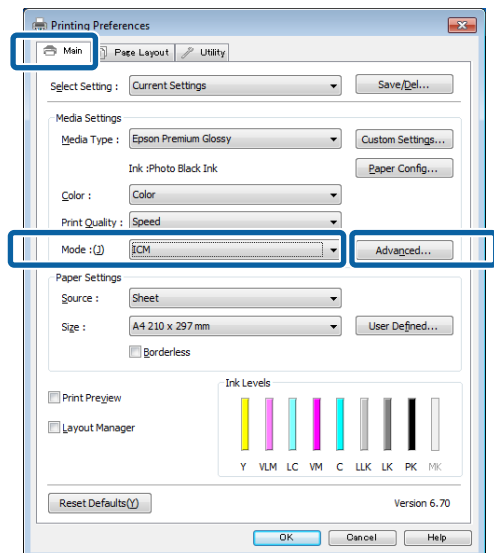 Printing Preferences
Main Page Layout Utility
Select Setting : Current Settings Save/Del...
Media Settings
Media Type : Epson Premium Glossy Custom Settings...
Ink :Photo Black Ink Paper Config...
Color : Color
Print Quality : Speed
Mode :(J) ICM Advanced...
Paper Settings
Source : Sheet
Size : A4 210 x 297 mm User Defined...
Borderless
Ink Levels
Print Preview
Layout Manager
Y VLM LC VM C LLK LK PK MK
Reset Defaults(Y) Version 6.70
OK Cancel Help